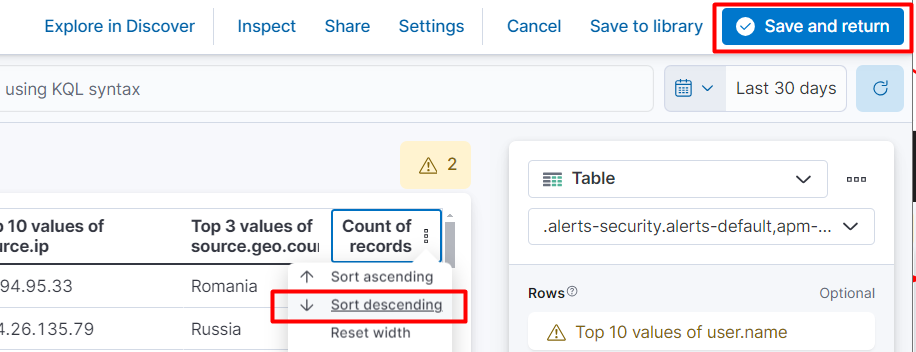 Explore in Discover Inspect Share Settings Cancel Save to library Save and return
using KQL syntax Last 30 days
2
Table
.alerts-security.alerts-default,apm-...
10 values of Top 3 values of Count of
source.geo.cour records
94.95.33 Romania
4.26.135.79 Russia
Sort ascending
Sort descending
Reset width
Rows Optional
Top 10 values of user.name